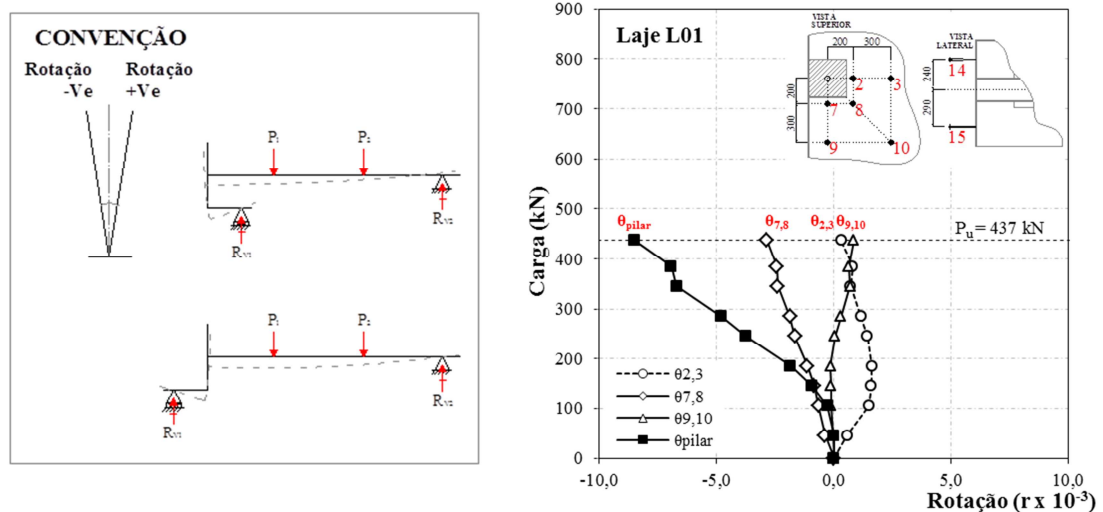 CONVENÇÃO
Rotação Rotação
-Ve +Ve
P₁ P₂
Rᵥ₁
Rᵥ₂
P₁ P₂
Rᵥ₁
Rᵥ₂
Laje L01
VISTA
SUPERIOR
200 300
200
300
2 3
7 8
9 10
VISTA
LATERAL
240
290
14
15
θpilar θ7,8 θ2,3 θ9,10
Pu = 437 kN
θ2,3
θ7,8
θ9,10
θpilar
Carga (kN)
900
800
700
600
500
400
300
200
100
0
-10,0 -5,0 0,0 5,0 10,0
Rotação (r x 10⁻³)